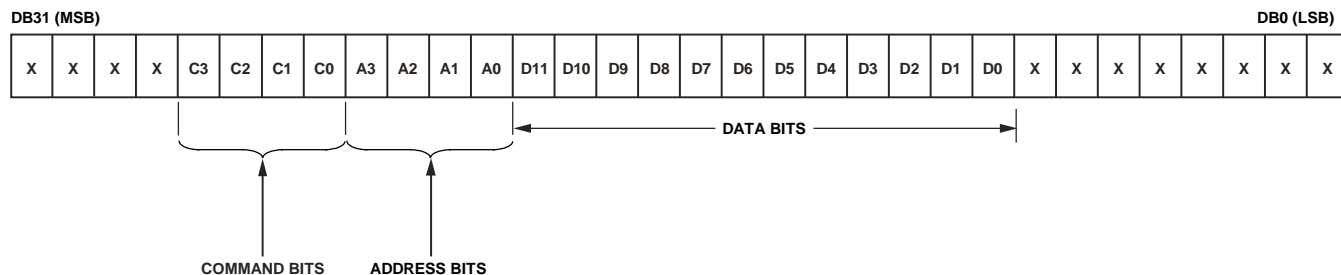 DB31 (MSB) DB0 (LSB)
X X X X C3 C2 C1 C0 A3 A2 A1 A0 D11 D10 D9 D8 D7 D6 D5 D4 D3 D2 D1 D0 X X X X X X X X
DATA BITS
COMMAND BITS ADDRESS BITS